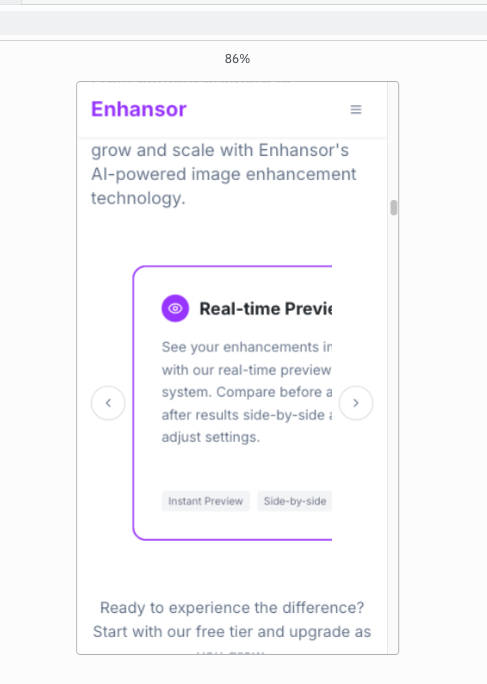 86%
Enhansor
grow and scale with Enhansor's
AI-powered image enhancement
technology.
Real-time Previe
See your enhancements in
with our real-time preview
system. Compare before a
after results side-by-side a
adjust settings.
Instant Preview Side-by-side
Ready to experience the difference?
Start with our free tier and upgrade as
you grow